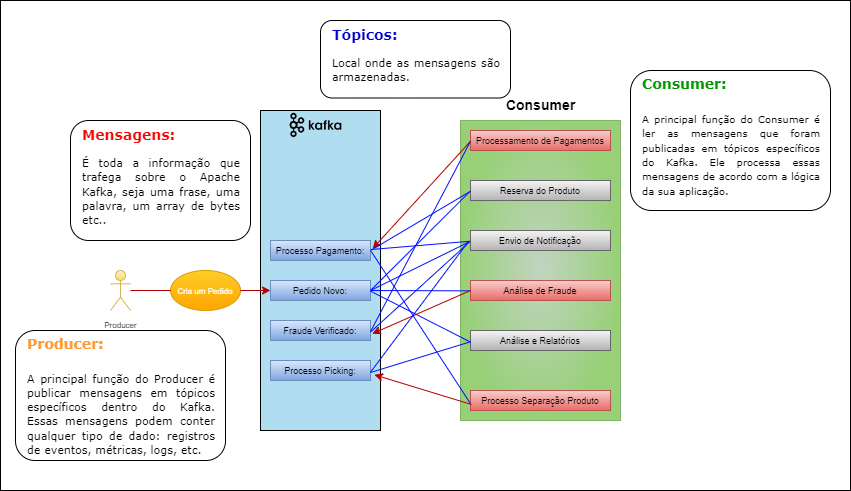 Tópicos:
Local onde as mensagens são
armazenadas.
Consumer:
A principal função do Consumer é
ler as mensagens que foram
publicadas em tópicos específicos
do Kafka. Ele processa essas
mensagens de acordo com a lógica
da sua aplicação.
Consumer
kafka
Mensagens:
É toda a informação que
trafega sobre o Apache
Kafka, seja uma frase, uma
palavra, um array de bytes
etc..
Processamento de Pagamentos
Reserva do Produto
Envio de Notificação
Análise de Fraude
Análise e Relatórios
Processo Separação Produto
Processo Pagamento:
Pedido Novo:
Fraude Verificado:
Processo Picking:
Cria um Pedido
Producer
Producer:
A principal função do Producer é
publicar mensagens em tópicos
específicos dentro do Kafka.
Essas mensagens podem conter
qualquer tipo de dado: registros
de eventos, métricas, logs, etc.